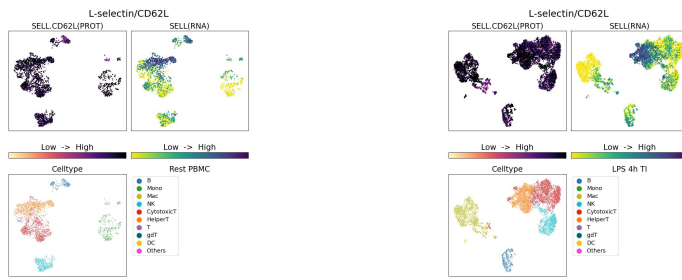 L-selectin/CD62L
SELL.CD62L(PROT)
SELL(RNA)
Low -> High
Low -> High
Celltype
Rest PBMC
B
Mono
Mac
NK
CytotoxicT
HelperT
T
gdT
DC
Others
L-selectin/CD62L
SELL.CD62L(PROT)
SELL(RNA)
Low -> High
Low -> High
Celltype
LPS 4h TI
B
Mono
Mac
NK
CytotoxicT
HelperT
T
gdT
DC
Others